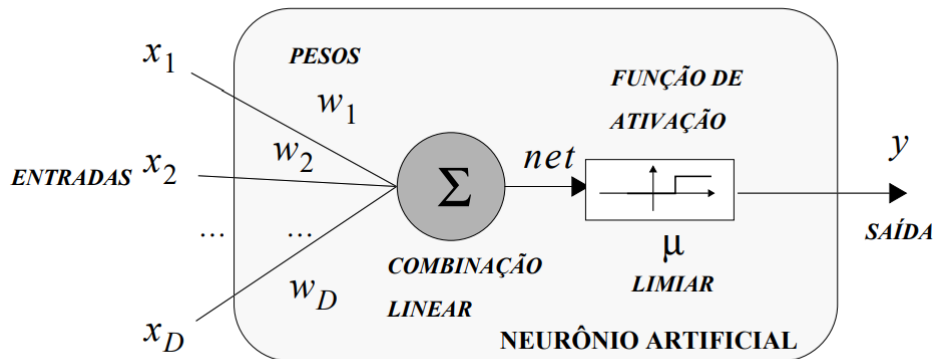 x1
PESOS
w1
FUNÇÃO DE
ATIVAÇÃO
ENTRADAS x2
w2
net
y
Σ
... ...
μ
SAÍDA
COMBINAÇÃO
LINEAR
LIMIAR
wD
xD
NEURÔNIO ARTIFICIAL